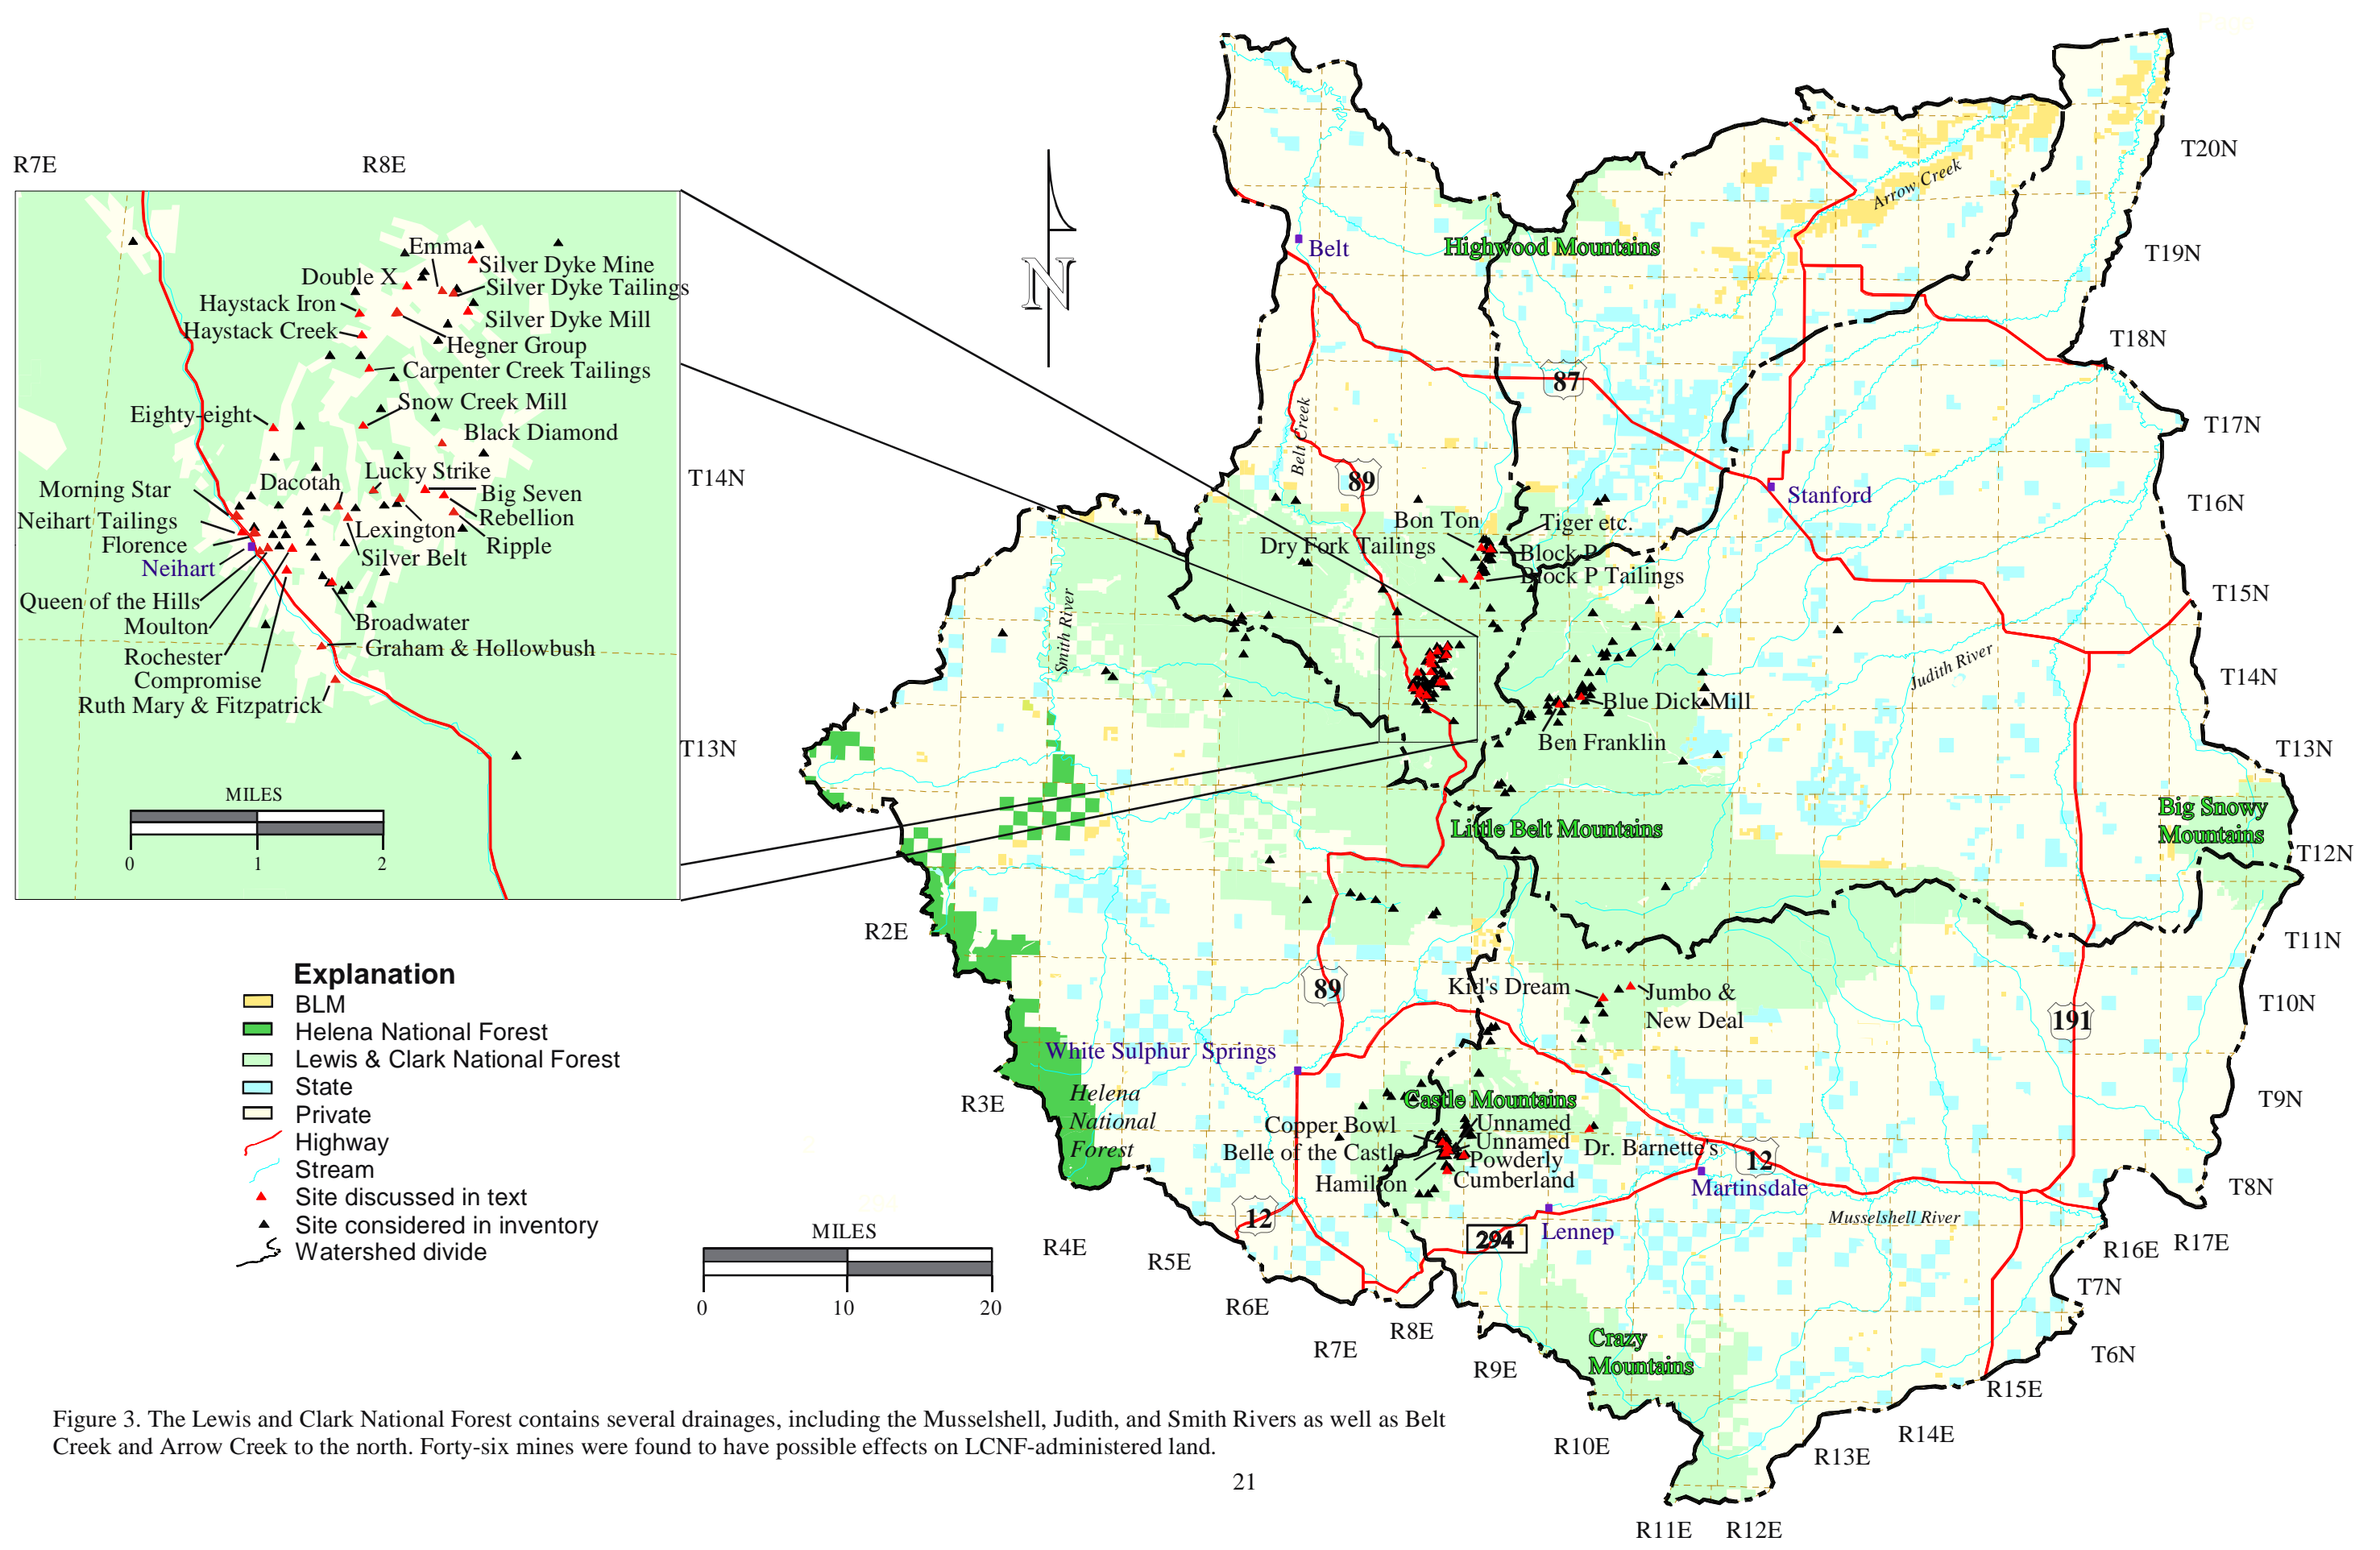 R7E
R8E
Emma
Silver Dyke Mine
Double X
Silver Dyke Tailings
Haystack Iron
Silver Dyke Mill
Haystack Creek
Hegner Group
Carpenter Creek Tailings
Snow Creek Mill
Eighty-eight
Black Diamond
Lucky Strike
Dacotah
Morning Star
Big Seven
Neihart Tailings
Rebellion
Lexington
Florence
Ripple
Silver Belt
Neihart
Queen of the Hills
Moulton
Broadwater
Graham & Hollowbush
Rochester
Compromise
Ruth Mary & Fitzpatrick
MILES
0
1
2
T14N
T13N
N
Explanation
BLM
Helena National Forest
Lewis & Clark National Forest
State
Private
Highway
Stream
Site discussed in text
Site considered in inventory
Watershed divide
MILES
0
10
20
T20N
Arrow Creek
Belt
Highwood Mountains
T19N
T18N
87
Belt Creek
T17N
89
Stanford
T16N
Bon Ton
Tiger etc.
Dry Fork Tailings
Block P
Block P Tailings
T15N
Smith River
Judith River
T14N
Blue Dick Mill
Ben Franklin
T13N
Big Snowy
Mountains
Little Belt Mountains
T12N
R2E
T11N
Kid's Dream
Jumbo &
New Deal
89
T10N
191
White Sulphur Springs
Helena
National
Forest
R3E
Castle Mountains
T9N
Copper Bowl
Unnamed
Unnamed
Belle of the Castle
Dr. Barnette's
Powderly
Cumberland
Hamilton
12
Martinsdale
T8N
12
294
Lennep
Musselshell River
R4E
R5E
R16E
R17E
T7N
R6E
R8E
R7E
Crazy
Mountains
T6N
R9E
R15E
R14E
R10E
R13E
R11E
R12E
Figure 3. The Lewis and Clark National Forest contains several drainages, including the Musselshell, Judith, and Smith Rivers as well as Belt
Creek and Arrow Creek to the north. Forty-six mines were found to have possible effects on LCNF-administered land.
21